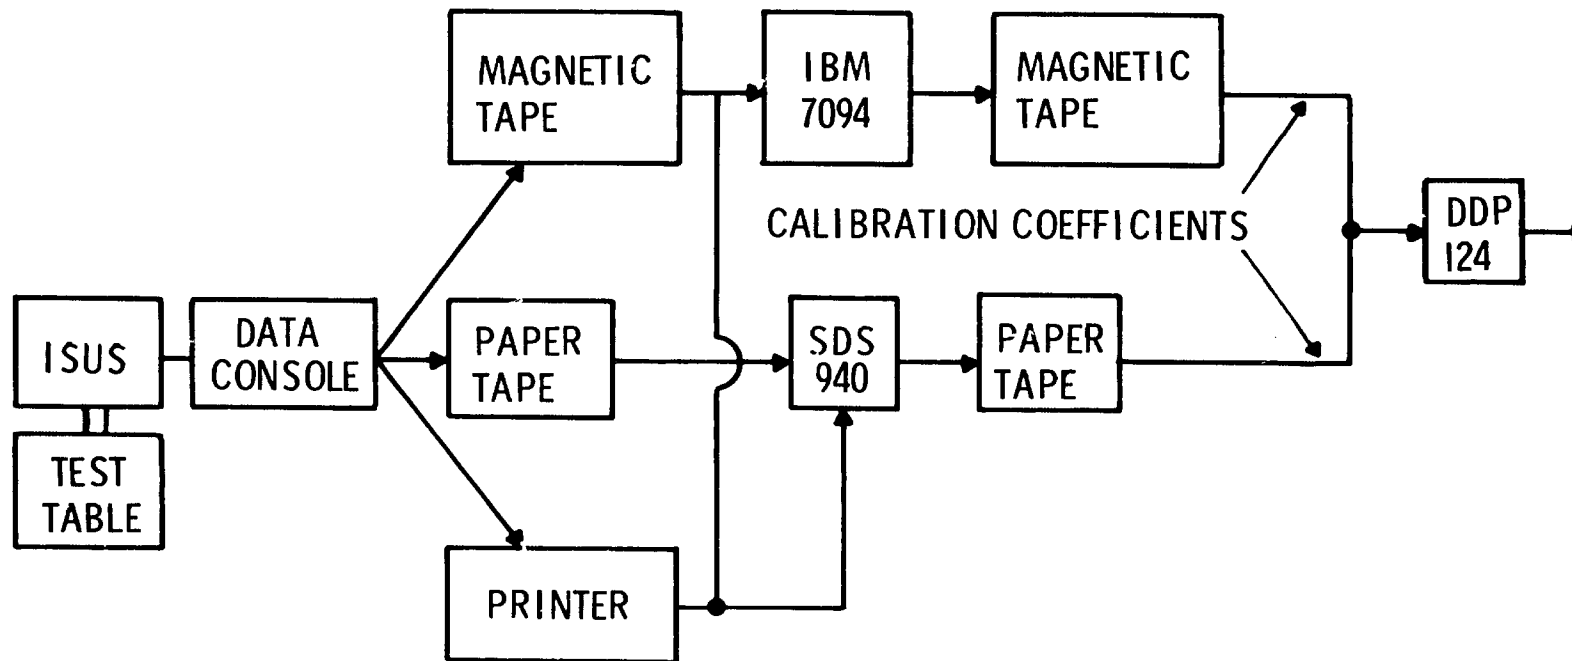 MAGNETIC
TAPE
IBM
7094
MAGNETIC
TAPE
CALIBRATION COEFFICIENTS
DDP
124
ISUS
DATA
CONSOLE
PAPER
TAPE
SDS
940
PAPER
TAPE
TEST
TABLE
PRINTER